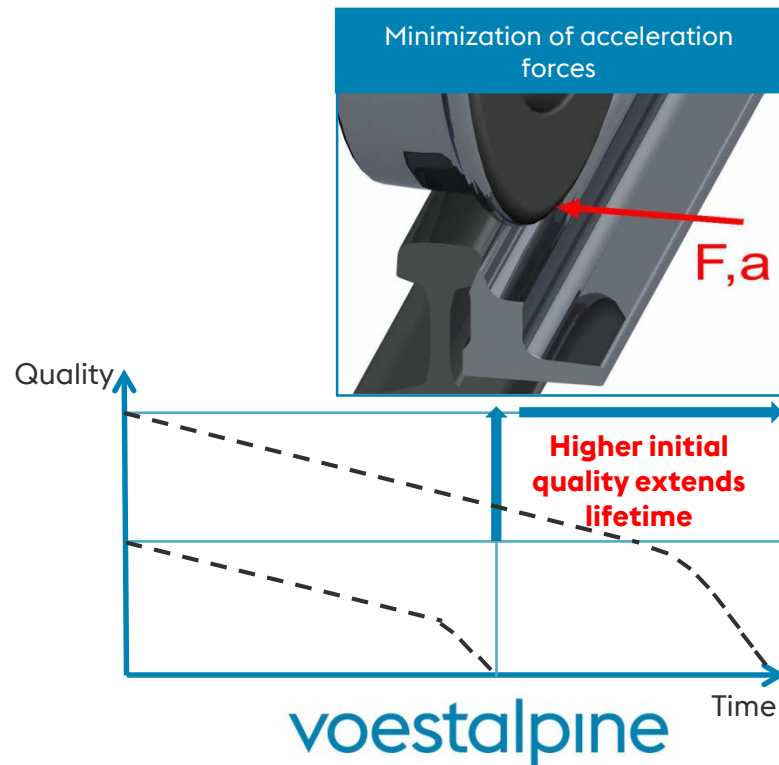 Minimization of acceleration
forces
F,a
Quality
Higher initial
quality extends
lifetime
Time
voestalpine